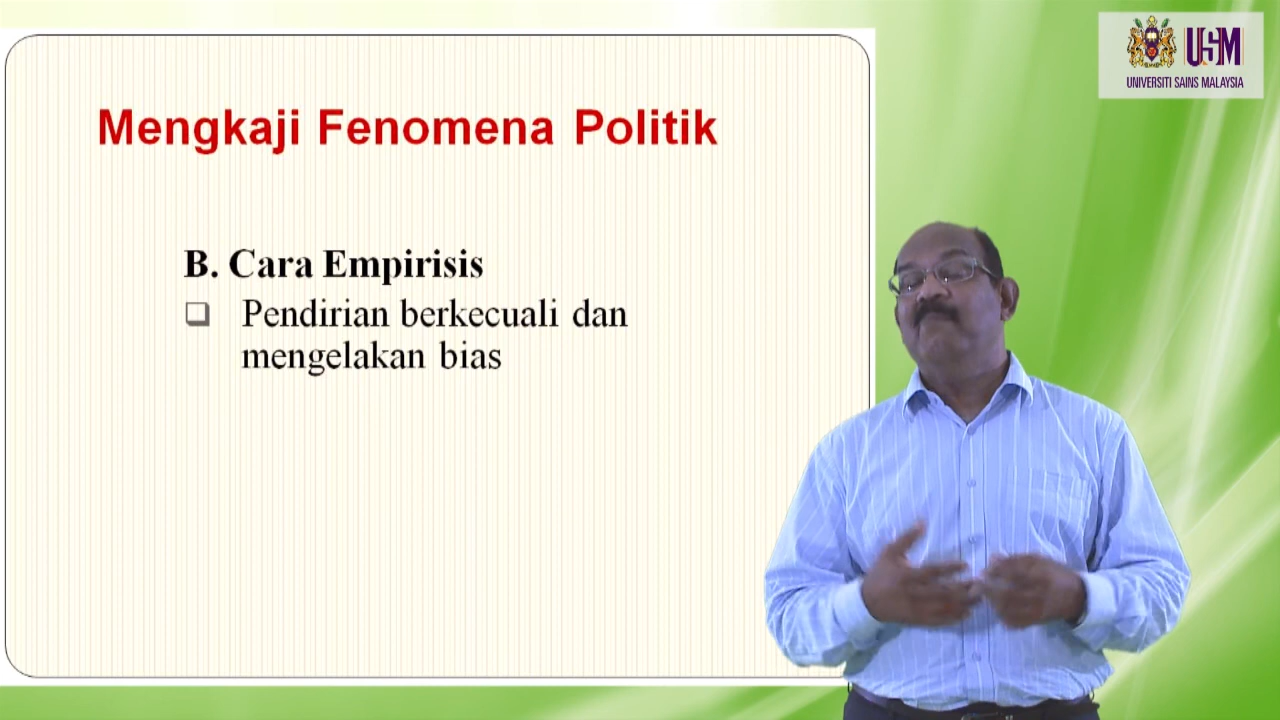 Mengkaji Fenomena Politik
B. Cara Empirisis
Pendirian berkecuali dan
mengelakan bias
USM
UNIVERSITI SAINS MALAYSIA